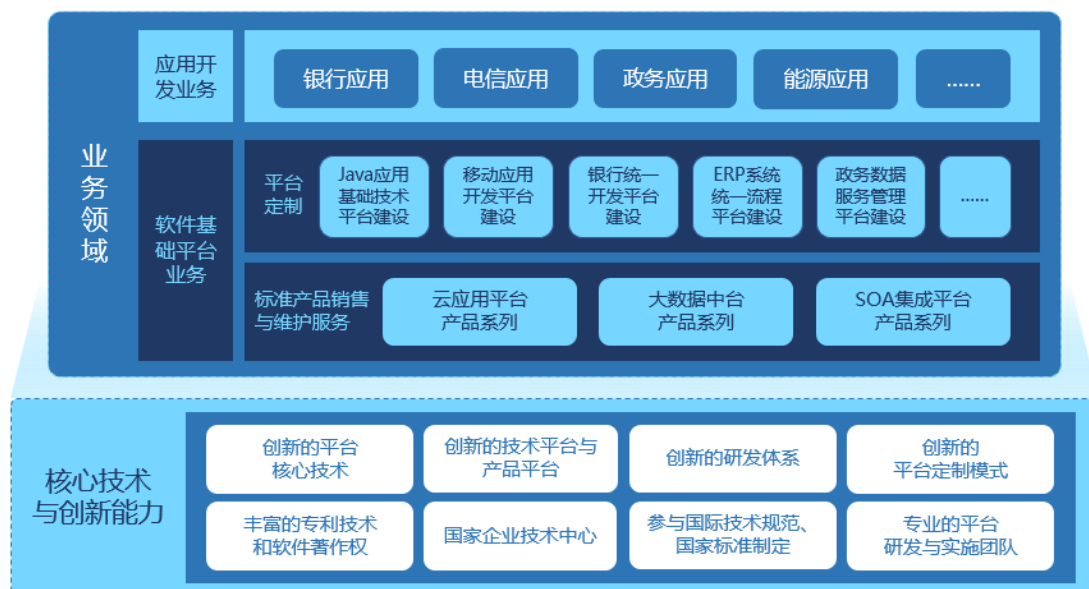 业务领域
应用开
发业务
银行应用
电信应用
政务应用
能源应用
……
软件基
础平台
业务
平台
定制
Java应用
基础技术
平台建设
移动应用
开发平台
建设
银行统一
开发平台
建设
ERP系统
统一流程
平台建设
政务数据
服务管理
平台建设
……
标准产品销售
与维护服务
云应用平台
产品系列
大数据中台
产品系列
SOA集成平台
产品系列
核心技术
与创新能力
创新的平台
核心技术
创新的技术平台与
产品平台
创新的研发体系
创新的
平台定制模式
丰富的专利技术
和软件著作权
国家企业技术中心
参与国际技术规范、
国家标准制定
专业的平台
研发与实施团队